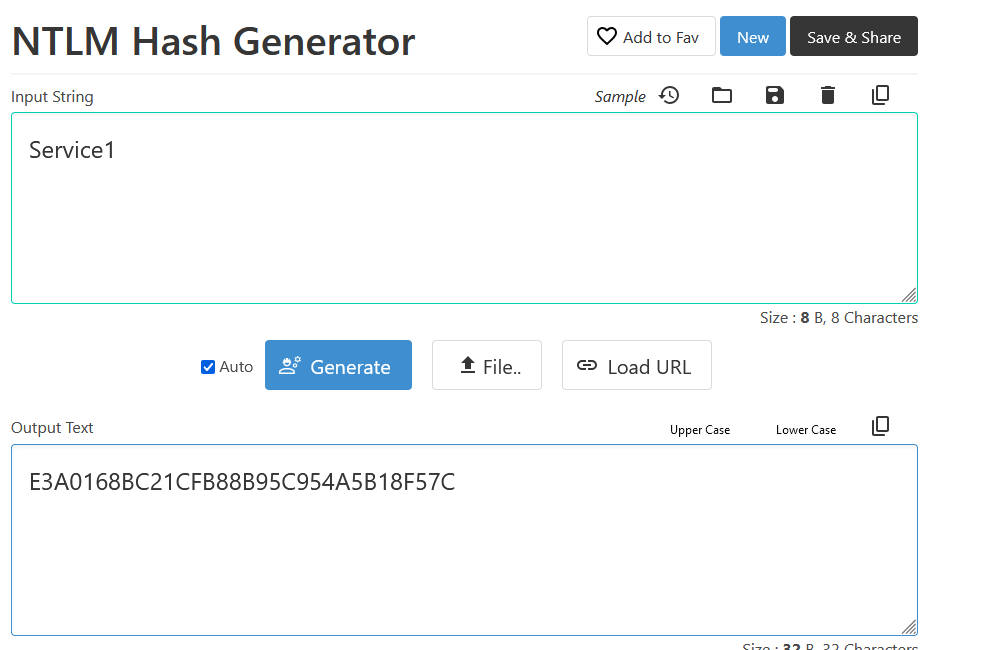 NTLM Hash Generator
Add to Fav
New
Save & Share
Input String
Sample
Service1
Size : 8 B, 8 Characters
Auto
Generate
File..
Load URL
Output Text
Upper Case
Lower Case
E3A0168BC21CFB88B95C954A5B18F57C
Size : 32 B, 32 Characters